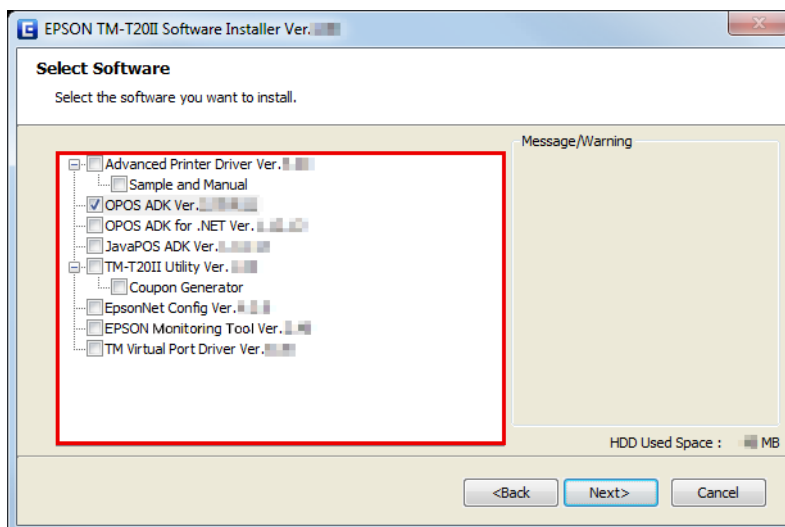 EPSON TM-T20II Software Installer Ver.
Select Software
Select the software you want to install.
Message/Warning
Advanced Printer Driver Ver.
Sample and Manual
OPOS ADK Ver.
OPOS ADK for .NET Ver.
JavaPOS ADK Ver.
TM-T20II Utility Ver.
Coupon Generator
EpsonNet Config Ver.
EPSON Monitoring Tool Ver.
TM Virtual Port Driver Ver.
HDD Used Space : MB
<Back Next> Cancel